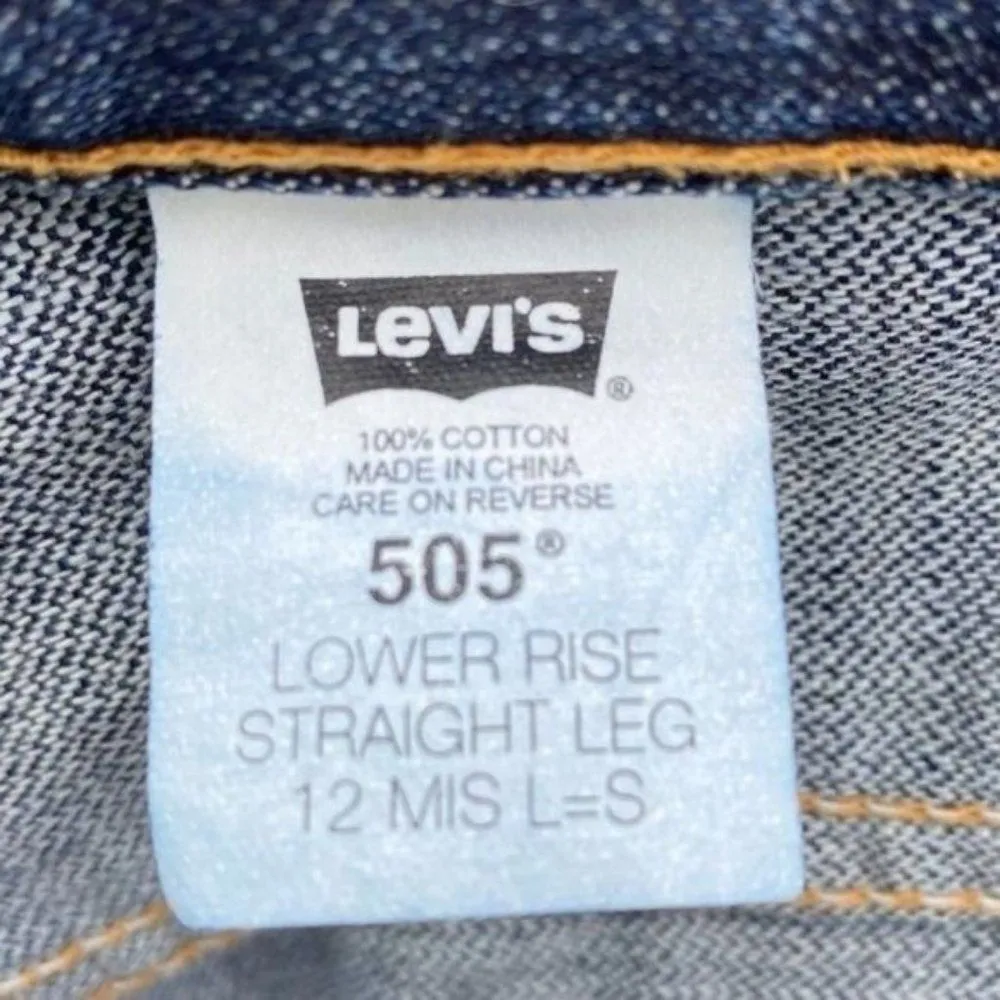 Levi's®
100% COTTON
MADE IN CHINA
CARE ON REVERSE
505®
LOWER RISE
STRAIGHT LEG
12 MIS L=S